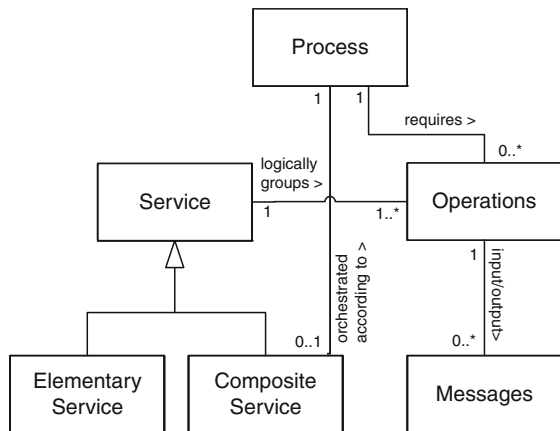 Process
1
1
requires >
0..*
logically
groups >
Service
1
1..*
Operations
orchestrated
according to >
1
input/output>
0..1
0..*
Elementary
Service
Composite
Service
Messages